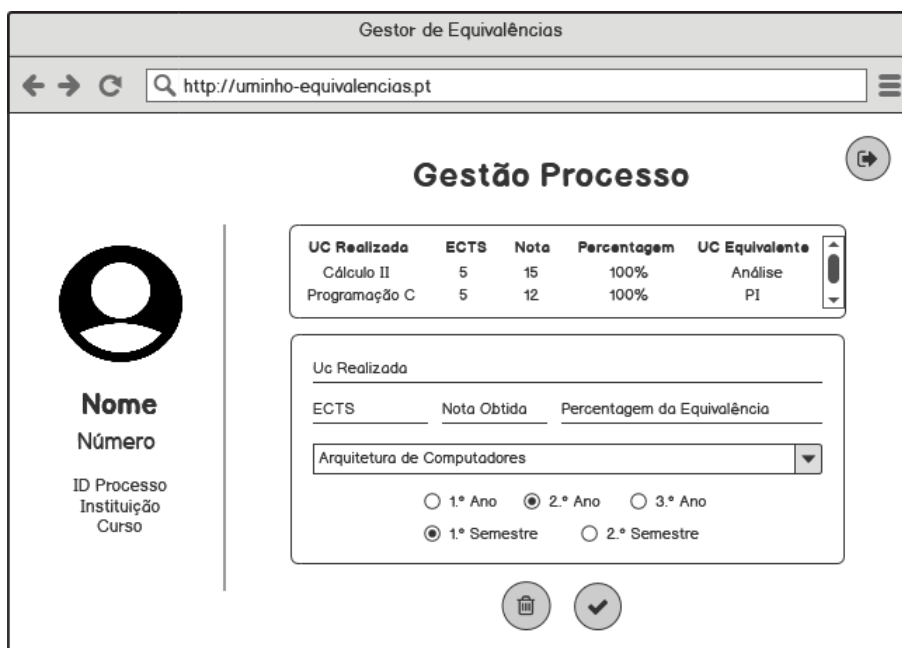 Gestor de Equivalências
http://uminho-equivalencias.pt
Gestão Processo
UC Realizada ECTS Nota Percentagem UC Equivalente
Cálculo II 5 15 100% Análise
Programação C 5 12 100% PI
Nome
Número
ID Processo
Instituição
Curso
Uc Realizada
ECTS Nota Obtida Percentagem da Equivalência
Arquitetura de Computadores
1.º Ano 2.º Ano 3.º Ano
1.º Semestre 2.º Semestre